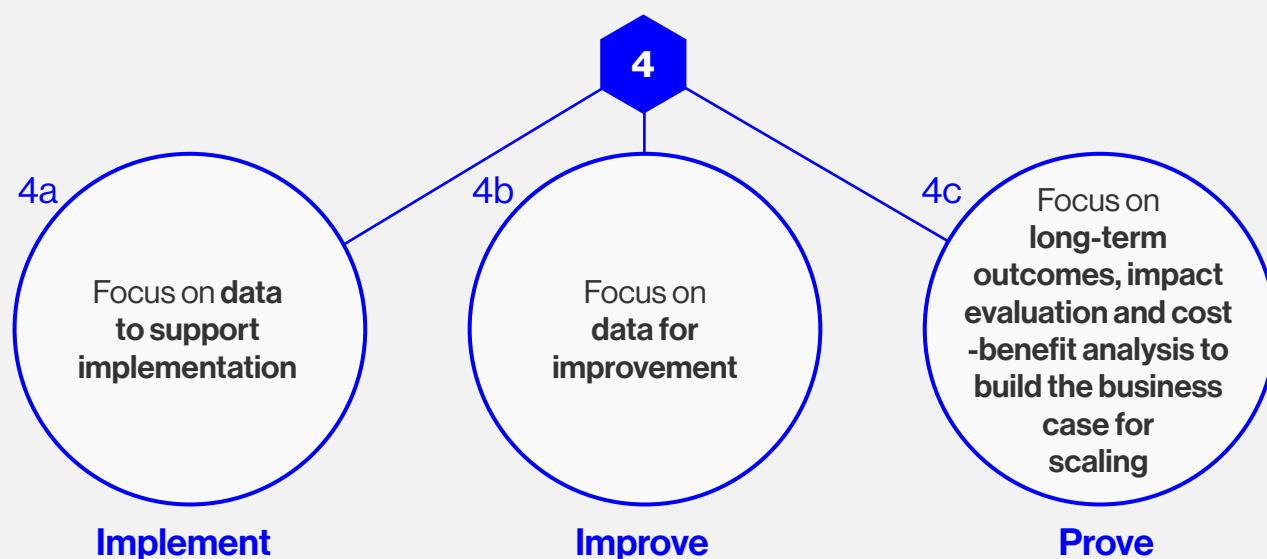 4
4a
Focus on data
to support
implementation
Implement
4b
Focus on
data for
improvement
Improve
4c
Focus on
long-term
outcomes, impact
evaluation and cost
-benefit analysis to
build the business
case for
scaling
Prove